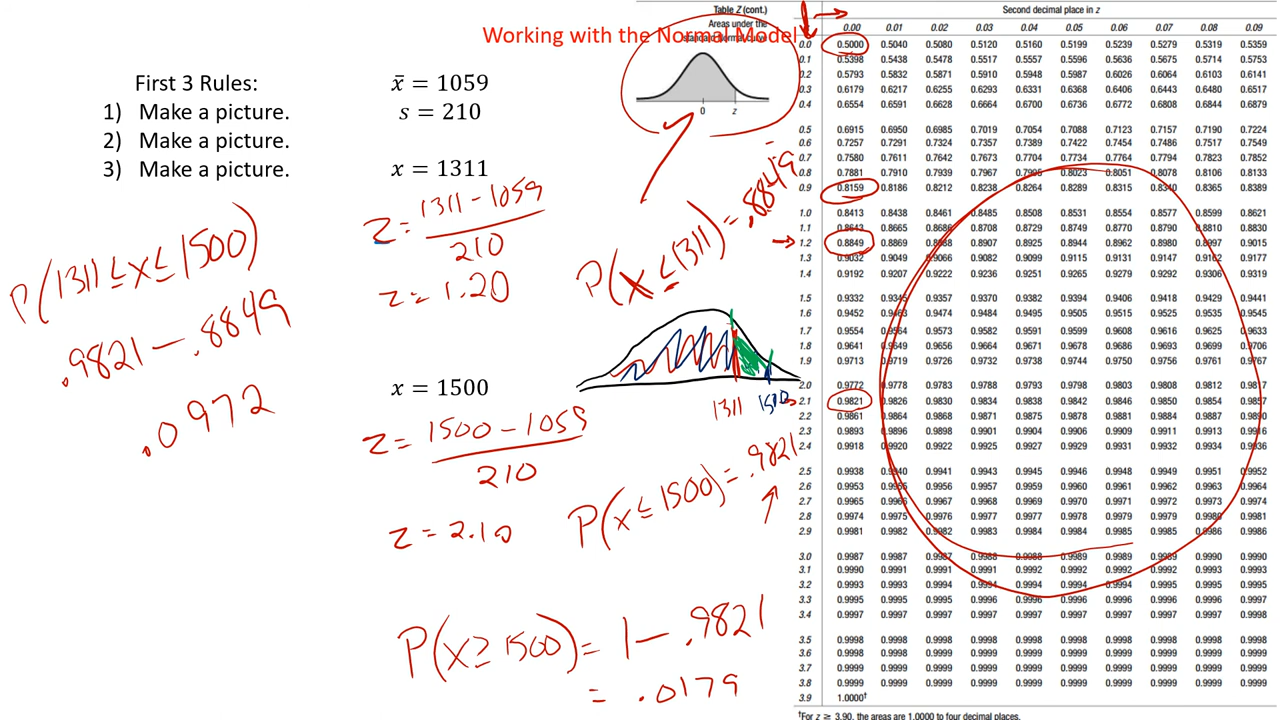 Working with the Normal Model
First 3 Rules:
1) Make a picture.
2) Make a picture.
3) Make a picture.
x̄ = 1059
s = 210
x = 1311
z = (1311 - 1059) / 210
z = 1.20
P(x ≤ 1311) = .8849
P(1311 ≤ x ≤ 1500)
.9821 - .8849
.0972
1311 1500
x = 1500
z = (1500 - 1059) / 210
z = 2.10
P(x ≤ 1500) = .9821
P(x ≥ 1500) = 1 - .9821
= .0179
Table Z (cont.)
Areas under the
standard Normal curve
0 z
Second decimal place in z
z 0.00 0.01 0.02 0.03 0.04 0.05 0.06 0.07 0.08 0.09
0.0 0.5000 0.5040 0.5080 0.5120 0.5160 0.5199 0.5239 0.5279 0.5319 0.5359
0.1 0.5398 0.5438 0.5478 0.5517 0.5557 0.5596 0.5636 0.5675 0.5714 0.5753
0.2 0.5793 0.5832 0.5871 0.5910 0.5948 0.5987 0.6026 0.6064 0.6103 0.6141
0.3 0.6179 0.6217 0.6255 0.6293 0.6331 0.6368 0.6406 0.6443 0.6480 0.6517
0.4 0.6554 0.6591 0.6628 0.6664 0.6700 0.6736 0.6772 0.6808 0.6844 0.6879
0.5 0.6915 0.6950 0.6985 0.7019 0.7054 0.7088 0.7123 0.7157 0.7190 0.7224
0.6 0.7257 0.7291 0.7324 0.7357 0.7389 0.7422 0.7454 0.7486 0.7517 0.7549
0.7 0.7580 0.7611 0.7642 0.7673 0.7704 0.7734 0.7764 0.7794 0.7823 0.7852
0.8 0.7881 0.7910 0.7939 0.7967 0.7995 0.8023 0.8051 0.8078 0.8106 0.8133
0.9 0.8159 0.8186 0.8212 0.8238 0.8264 0.8289 0.8315 0.8340 0.8365 0.8389
1.0 0.8413 0.8438 0.8461 0.8485 0.8508 0.8531 0.8554 0.8577 0.8599 0.8621
1.1 0.8643 0.8665 0.8686 0.8708 0.8729 0.8749 0.8770 0.8790 0.8810 0.8830
1.2 0.8849 0.8869 0.8888 0.8907 0.8925 0.8944 0.8962 0.8980 0.8997 0.9015
1.3 0.9032 0.9049 0.9066 0.9082 0.9099 0.9115 0.9131 0.9147 0.9162 0.9177
1.4 0.9192 0.9207 0.9222 0.9236 0.9251 0.9265 0.9279 0.9292 0.9306 0.9319
1.5 0.9332 0.9345 0.9357 0.9370 0.9382 0.9394 0.9406 0.9418 0.9429 0.9441
1.6 0.9452 0.9463 0.9474 0.9484 0.9495 0.9505 0.9515 0.9525 0.9535 0.9545
1.7 0.9554 0.9564 0.9573 0.9582 0.9591 0.9599 0.9608 0.9616 0.9625 0.9633
1.8 0.9641 0.9649 0.9656 0.9664 0.9671 0.9678 0.9686 0.9693 0.9699 0.9706
1.9 0.9713 0.9719 0.9726 0.9732 0.9738 0.9744 0.9750 0.9756 0.9761 0.9767
2.0 0.9772 0.9778 0.9783 0.9788 0.9793 0.9798 0.9803 0.9808 0.9812 0.9817
2.1 0.9821 0.9826 0.9830 0.9834 0.9838 0.9842 0.9846 0.9850 0.9854 0.9857
2.2 0.9861 0.9864 0.9868 0.9871 0.9875 0.9878 0.9881 0.9884 0.9887 0.9890
2.3 0.9893 0.9896 0.9898 0.9901 0.9904 0.9906 0.9909 0.9911 0.9913 0.9916
2.4 0.9918 0.9920 0.9922 0.9925 0.9927 0.9929 0.9931 0.9932 0.9934 0.9936
2.5 0.9938 0.9940 0.9941 0.9943 0.9945 0.9946 0.9948 0.9949 0.9951 0.9952
2.6 0.9953 0.9955 0.9956 0.9957 0.9959 0.9960 0.9961 0.9962 0.9963 0.9964
2.7 0.9965 0.9966 0.9967 0.9968 0.9969 0.9970 0.9971 0.9972 0.9973 0.9974
2.8 0.9974 0.9975 0.9976 0.9977 0.9977 0.9978 0.9979 0.9979 0.9980 0.9981
2.9 0.9981 0.9982 0.9982 0.9983 0.9984 0.9984 0.9985 0.9985 0.9986 0.9986
3.0 0.9987 0.9987 0.9987 0.9988 0.9988 0.9989 0.9989 0.9989 0.9990 0.9990
3.1 0.9990 0.9991 0.9991 0.9991 0.9992 0.9992 0.9992 0.9992 0.9993 0.9993
3.2 0.9993 0.9993 0.9994 0.9994 0.9994 0.9994 0.9994 0.9995 0.9995 0.9995
3.3 0.9995 0.9995 0.9995 0.9996 0.9996 0.9996 0.9996 0.9996 0.9996 0.9997
3.4 0.9997 0.9997 0.9997 0.9997 0.9997 0.9997 0.9997 0.9997 0.9997 0.9998
3.5 0.9998 0.9998 0.9998 0.9998 0.9998 0.9998 0.9998 0.9998 0.9998 0.9998
3.6 0.9998 0.9998 0.9999 0.9999 0.9999 0.9999 0.9999 0.9999 0.9999 0.9999
3.7 0.9999 0.9999 0.9999 0.9999 0.9999 0.9999 0.9999 0.9999 0.9999 0.9999
3.8 0.9999 0.9999 0.9999 0.9999 0.9999 0.9999 0.9999 0.9999 0.9999 0.9999
3.9 1.0000†
†For z ≥ 3.90, the areas are 1.0000 to four decimal places.